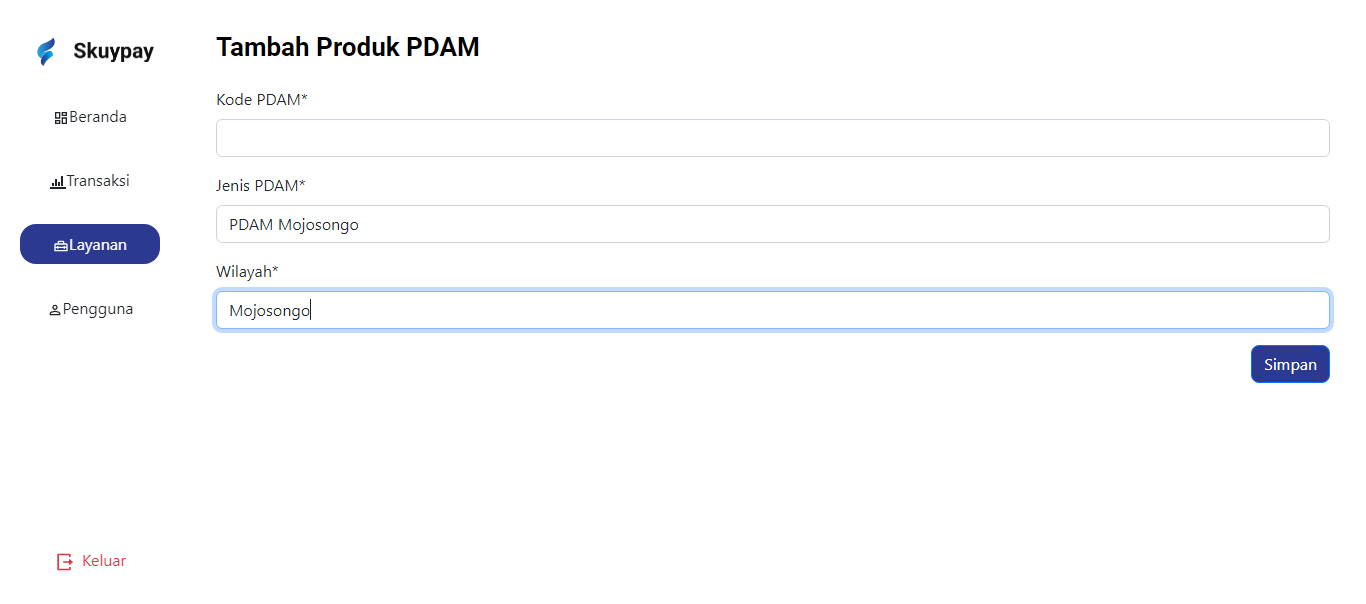 Skuypay
Beranda
Transaksi
Layanan
Pengguna
Keluar
Tambah Produk PDAM
Kode PDAM*
Jenis PDAM*
PDAM Mojosongo
Wilayah*
Mojosongo
Simpan